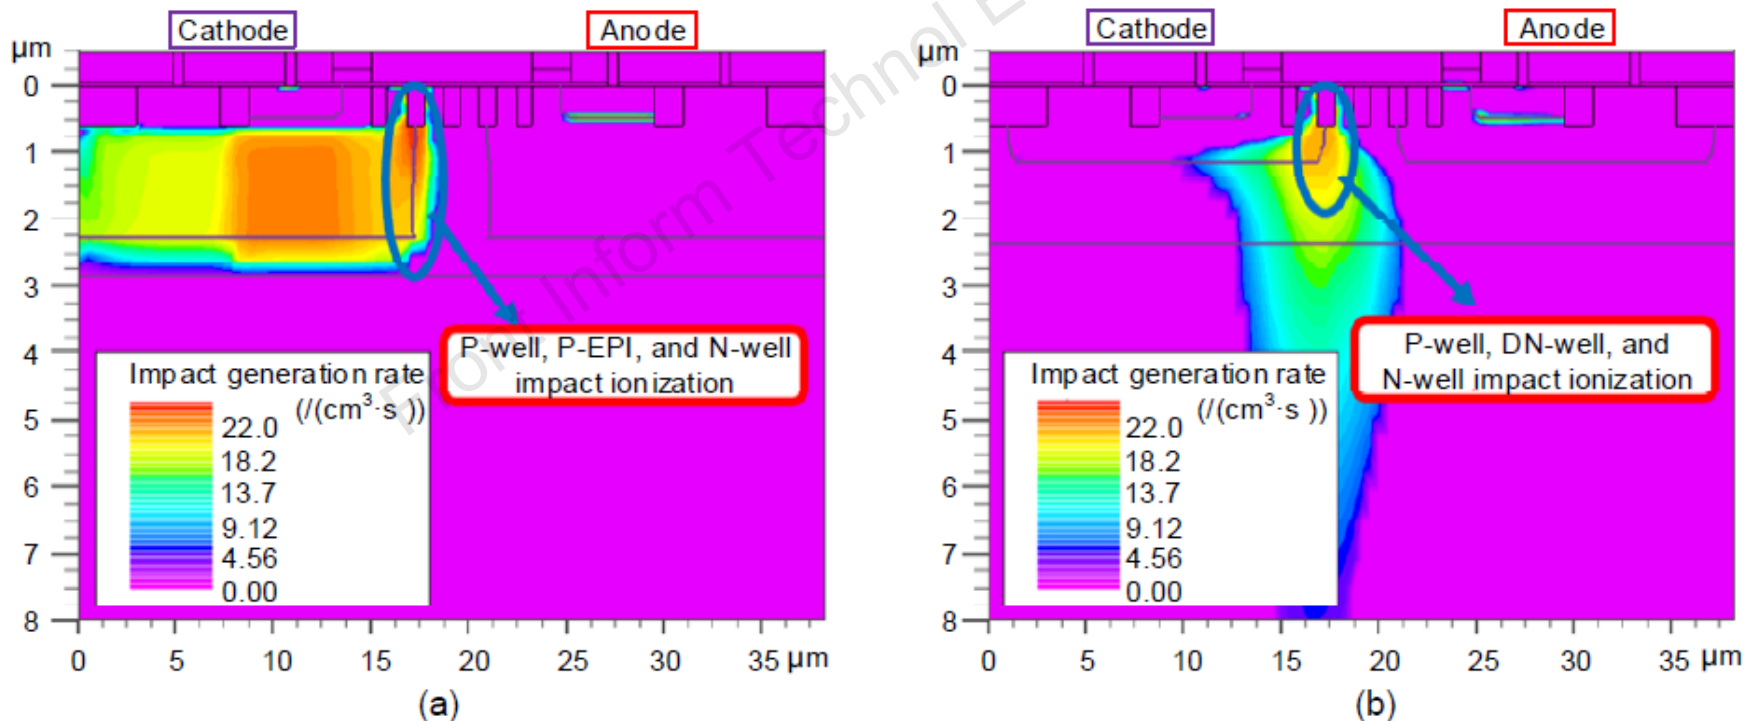 Cathode
Anode
µm
0
1
2
3
4
5
6
7
8
P-well, P-EPI, and N-well
impact ionization
Impact generation rate
(/(cm³·s ))
22.0
18.2
13.7
9.12
4.56
0.00
0 5 10 15 20 25 30 35 µm
(a)
Cathode
Anode
µm
0
1
2
3
4
5
6
7
8
P-well, DN-well, and
N-well impact ionization
Impact generation rate
(/(cm³·s ))
22.0
18.2
13.7
9.12
4.56
0.00
0 5 10 15 20 25 30 35 µm
(b)
Front Inform Technol E